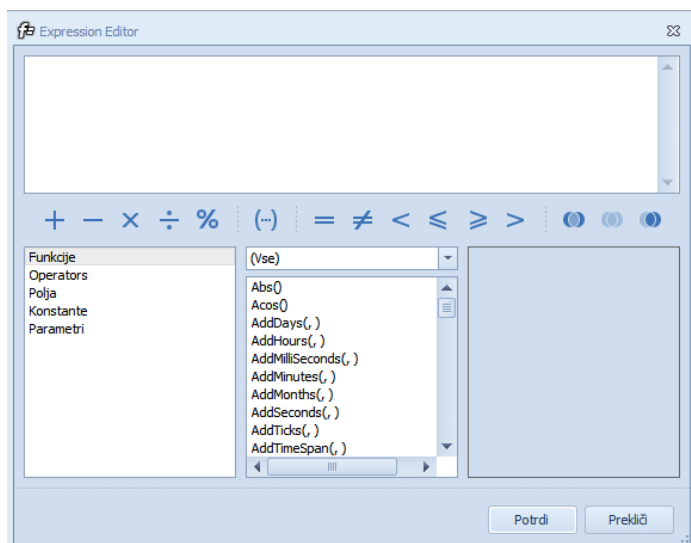 Expression Editor
+ − × ÷ % (···) = ≠ < ≤ ≥ >
Funkcije
Operators
Polja
Konstante
Parametri
(Vse)
Abs()
Acos()
AddDays(, )
AddHours(, )
AddMilliSeconds(, )
AddMinutes(, )
AddMonths(, )
AddSeconds(, )
AddTicks(, )
AddTimeSpan(, )
Potrdi
Prekliči